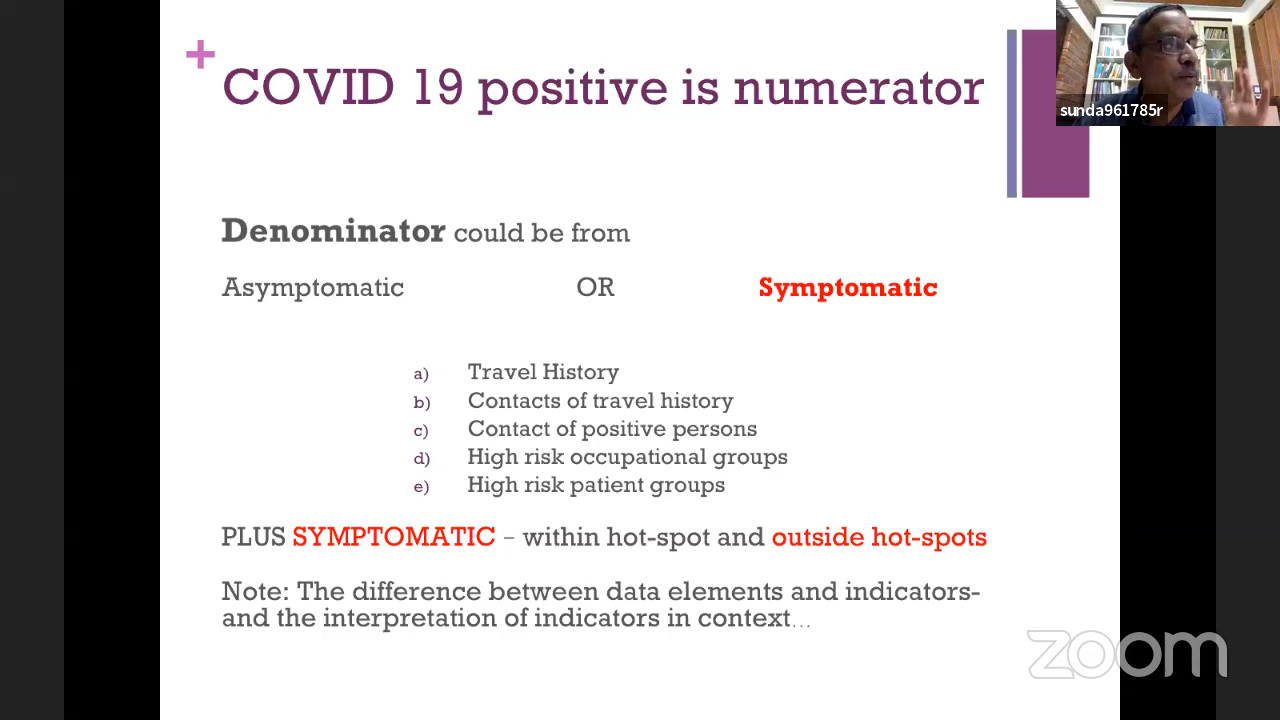 +
COVID 19 positive is numerator
sunda961785r
Denominator could be from
Asymptomatic OR Symptomatic
a) Travel History
b) Contacts of travel history
c) Contact of positive persons
d) High risk occupational groups
e) High risk patient groups
PLUS SYMPTOMATIC – within hot-spot and outside hot-spots
Note: The difference between data elements and indicators-
and the interpretation of indicators in context...
zoom